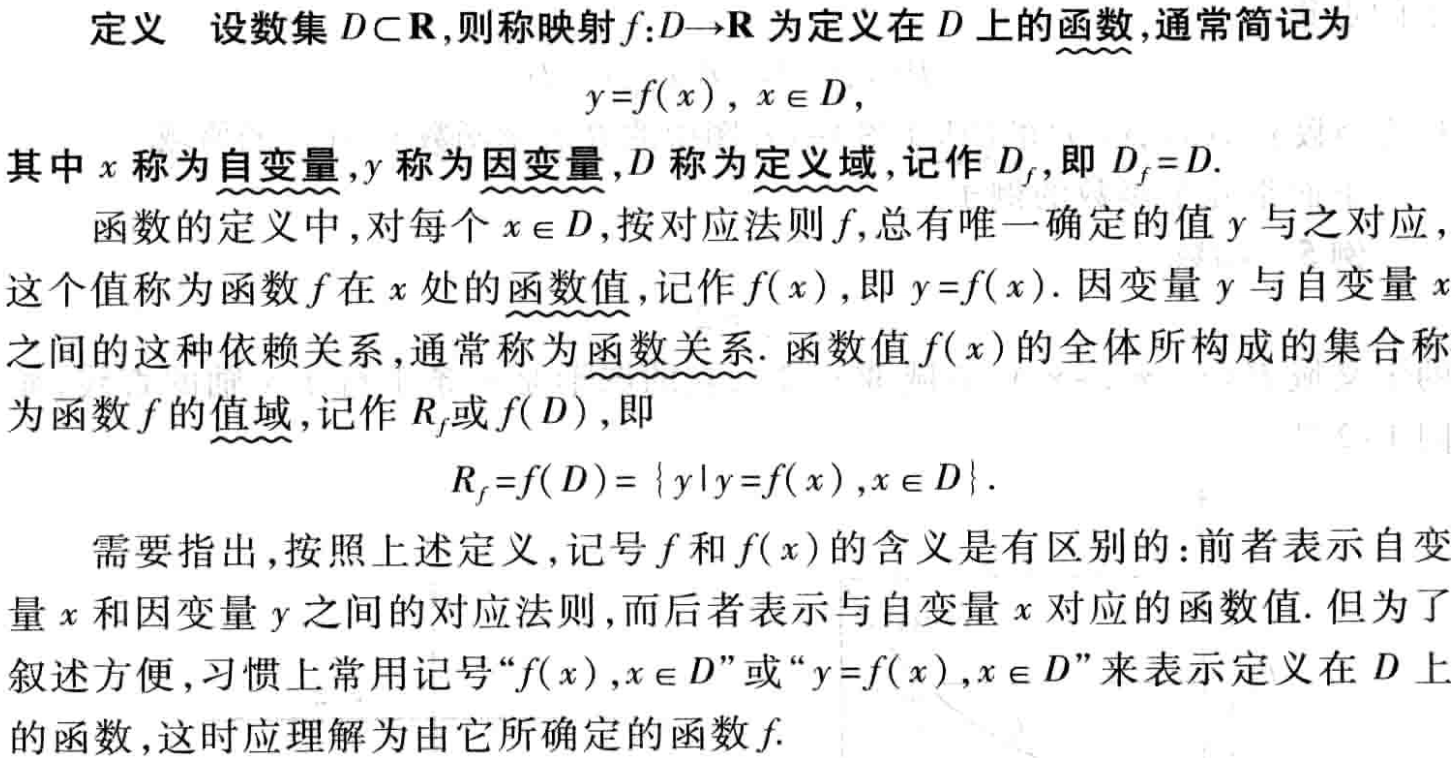 定义 设数集 D⊂R,则称映射 f:D→R 为定义在 D 上的函数,通常简记为
y=f(x), x∈D,
其中 x 称为自变量,y 称为因变量,D 称为定义域,记作 D_f,即 D_f=D.
函数的定义中,对每个 x∈D,按对应法则 f,总有唯一确定的值 y 与之对应,
这个值称为函数 f 在 x 处的函数值,记作 f(x),即 y=f(x). 因变量 y 与自变量 x
之间的这种依赖关系,通常称为函数关系. 函数值 f(x)的全体所构成的集合称
为函数 f 的值域,记作 R_f或 f(D),即
R_f=f(D)={y|y=f(x),x∈D}.
需要指出,按照上述定义,记号 f 和 f(x)的含义是有区别的:前者表示自变
量 x 和因变量 y 之间的对应法则,而后者表示与自变量 x 对应的函数值. 但为了
叙述方便,习惯上常用记号“f(x),x∈D”或“y=f(x),x∈D”来表示定义在 D 上
的函数,这时应理解为由它所确定的函数 f.